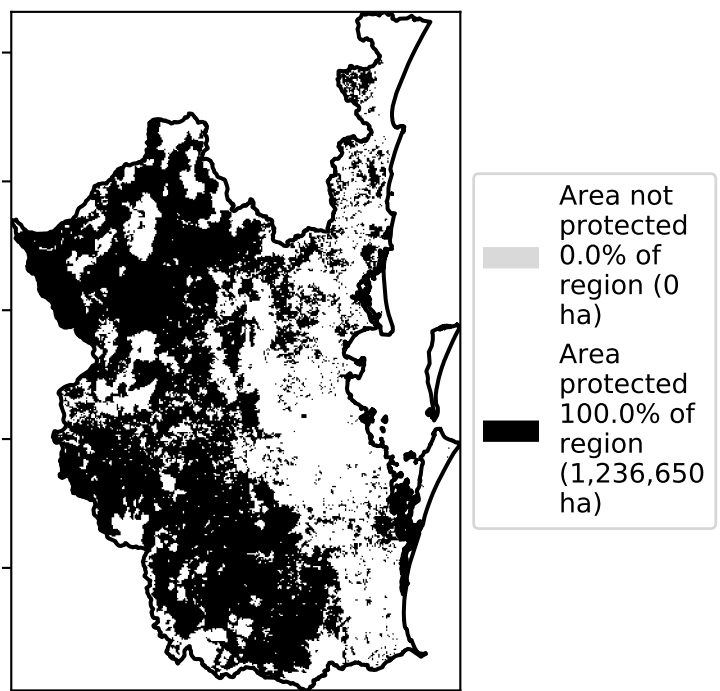 Area not
protected
0.0% of
region (0
ha)
Area
protected
100.0% of
region
(1,236,650
ha)